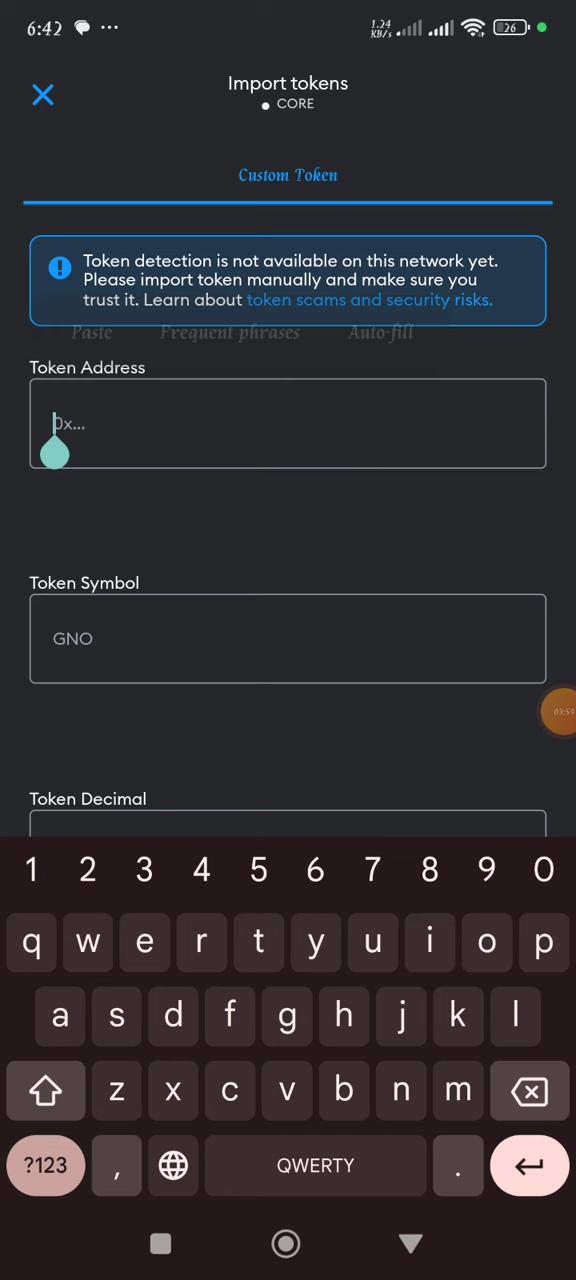 6:42 ... 1.24 KB/s 26
Import tokens
CORE
Custom Token
Token detection is not available on this network yet.
Please import token manually and make sure you
trust it. Learn about token scams and security risks.
Paste Frequent phrases Auto-fill
Token Address
0x...
Token Symbol
GNO
03:59
Token Decimal
1 2 3 4 5 6 7 8 9 0
q w e r t y u i o p
a s d f g h j k l
z x c v b n m
?123 , QWERTY .